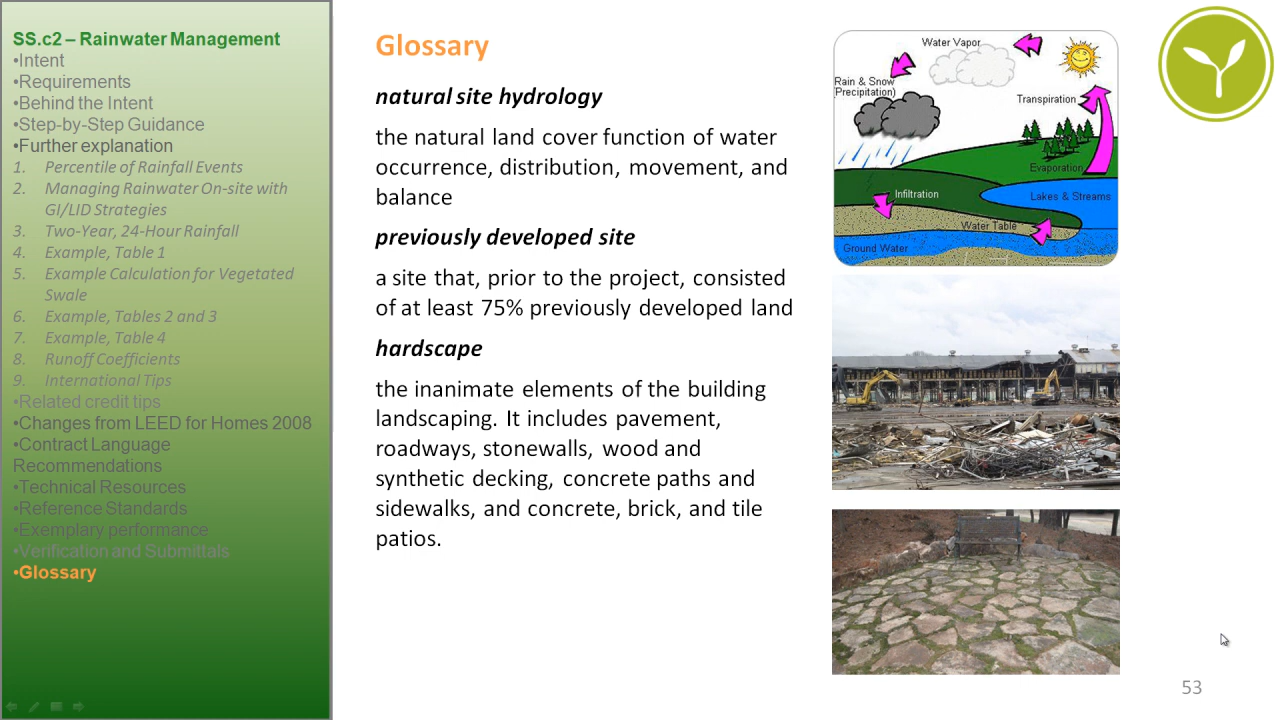 SS.c2 – Rainwater Management
•Intent
•Requirements
•Behind the Intent
•Step-by-Step Guidance
•Further explanation
1. Percentile of Rainfall Events
2. Managing Rainwater On-site with
GI/LID Strategies
3. Two-Year, 24-Hour Rainfall
4. Example, Table 1
5. Example Calculation for Vegetated
Swale
6. Example, Tables 2 and 3
7. Example, Table 4
8. Runoff Coefficients
9. International Tips
•Related credit tips
•Changes from LEED for Homes 2008
•Contract Language
Recommendations
•Technical Resources
•Reference Standards
•Exemplary performance
•Verification and Submittals
•Glossary
Glossary
natural site hydrology
the natural land cover function of water
occurrence, distribution, movement, and
balance
previously developed site
a site that, prior to the project, consisted
of at least 75% previously developed land
hardscape
the inanimate elements of the building
landscaping. It includes pavement,
roadways, stonewalls, wood and
synthetic decking, concrete paths and
sidewalks, and concrete, brick, and tile
patios.
Water Vapor
Rain & Snow
(Precipitation)
Transpiration
Evaporation
Infiltration
Lakes & Streams
Water Table
Ground Water
53